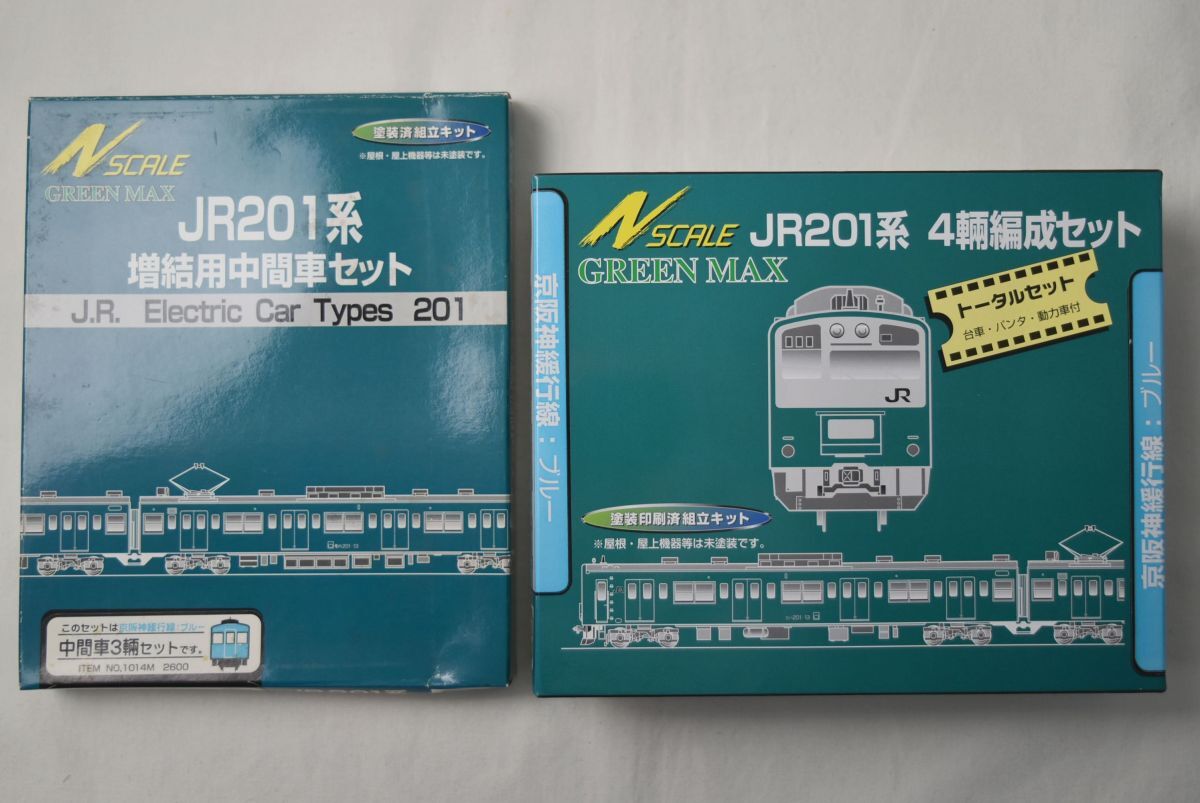 N SCALE
GREEN MAX
塗装済組立キット
※屋根・屋上機器等は未塗装です。
JR201系
増結用中間車セット
J.R. Electric Car Types 201
このセットは京阪神緩行線:ブルー
中間車3輛セットです。
ITEM NO,1014M 2600
N SCALE
GREEN MAX
JR201系 4輛編成セット
トータルセット
台車・パンタ・動力車付
京阪神緩行線:ブルー
JR
塗装印刷済組立キット
※屋根・屋上機器等は未塗装です。
京阪神緩行線:ブルー